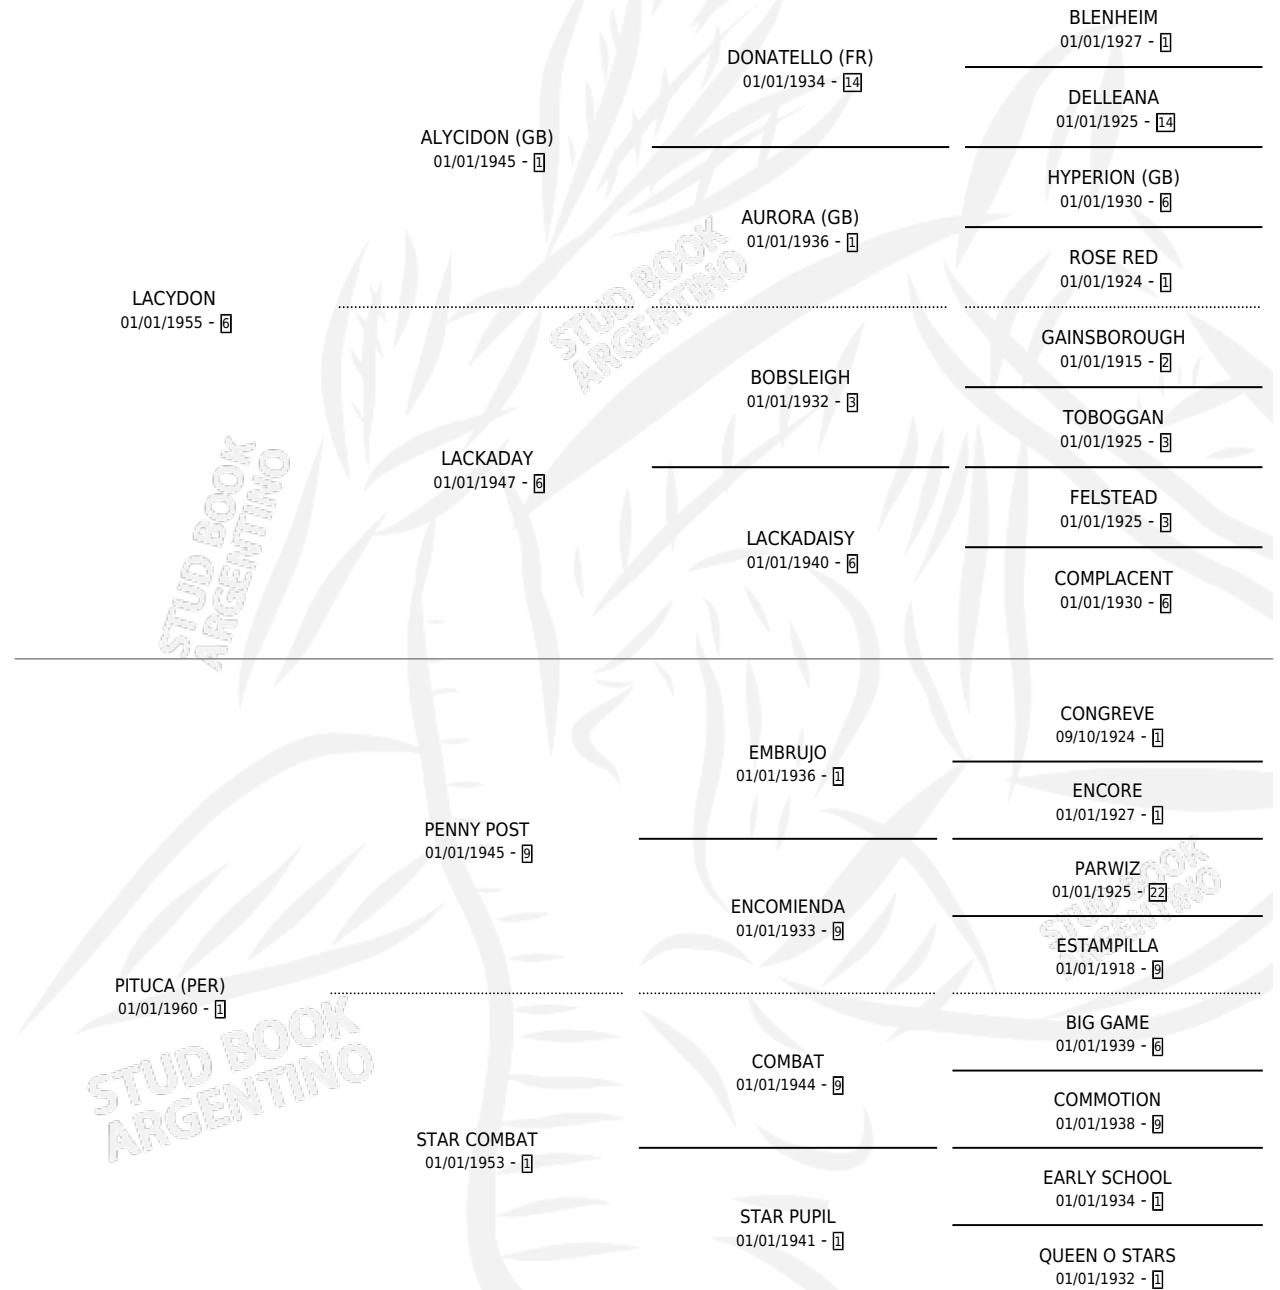 BLENHEIM
01/01/1927 - 1
DONATELLO (FR)
01/01/1934 - 14
DELLEANA
01/01/1925 - 14
ALYCIDON (GB)
01/01/1945 - 1
HYPERION (GB)
01/01/1930 - 6
AURORA (GB)
01/01/1936 - 1
ROSE RED
01/01/1924 - 1
LACYDON
01/01/1955 - 6
STUD BOOK
ARGENTINO
GAINSBOROUGH
01/01/1915 - 2
BOBSLEIGH
01/01/1932 - 3
TOBOGGAN
01/01/1925 - 3
LACKADAY
01/01/1947 - 6
FELSTEAD
01/01/1925 - 3
LACKADAISY
01/01/1940 - 6
COMPLACENT
01/01/1930 - 6
STUD BOOK
ARGENTINO
CONGREVE
09/10/1924 - 1
EMBRUJO
01/01/1936 - 1
ENCORE
01/01/1927 - 1
PENNY POST
01/01/1945 - 9
PARWIZ
01/01/1925 - 22
ENCOMIENDA
01/01/1933 - 9
STUD BOOK
ARGENTINO
ESTAMPILLA
01/01/1918 - 9
PITUCA (PER)
01/01/1960 - 1
BIG GAME
01/01/1939 - 6
COMBAT
01/01/1944 - 9
STUD BOOK
ARGENTINO
COMMOTION
01/01/1938 - 9
STAR COMBAT
01/01/1953 - 1
EARLY SCHOOL
01/01/1934 - 1
STAR PUPIL
01/01/1941 - 1
QUEEN O STARS
01/01/1932 - 1